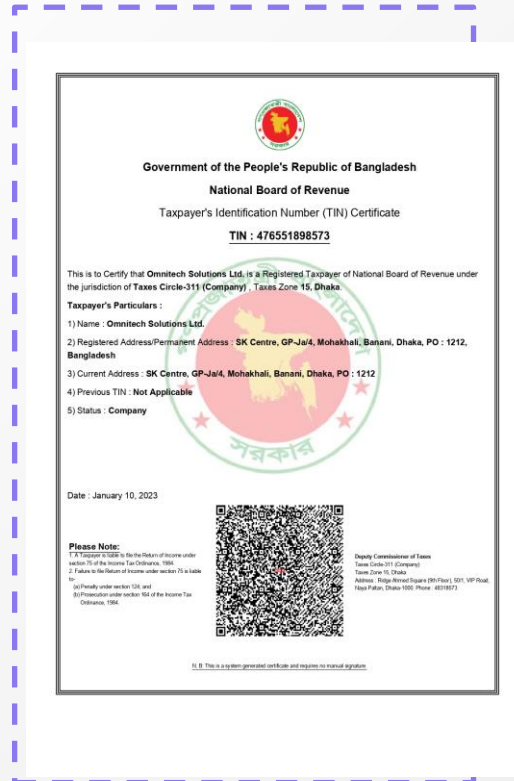 Government of the People's Republic of Bangladesh
National Board of Revenue
Taxpayer's Identification Number (TIN) Certificate
TIN : 476551898573
This is to Certify that Omnitech Solutions Ltd. is a Registered Taxpayer of National Board of Revenue under
the jurisdiction of Taxes Circle-311 (Company) , Taxes Zone 15, Dhaka.
Taxpayer's Particulars :
1) Name : Omnitech Solutions Ltd.
2) Registered Address/Permanent Address : SK Centre, GP-Ja/4, Mohakhali, Banani, Dhaka, PO : 1212,
Bangladesh
3) Current Address : SK Centre, GP-Ja/4, Mohakhali, Banani, Dhaka, PO : 1212
4) Previous TIN : Not Applicable
5) Status : Company
গণপ্রজাতন্ত্রী বাংলাদেশ
সরকার
Date : January 10, 2023
Please Note:
1. A Taxpayer is liable to file the Return of Income under
section 75 of the Income Tax Ordinance, 1984.
2. Failure to file Return of Income under section 75 is liable
to-
(a) Penalty under section 124; and
(b) Prosecution under section 164 of the Income Tax
Ordinance, 1984.
Deputy Commissioner of Taxes
Taxes Circle-311 (Company)
Taxes Zone 15, Dhaka
Address : Ridge Ahmed Square (9th Floor), 50/1, VIP Road,
Naya Paltan, Dhaka-1000. Phone : 48318573
N. B: This is a system generated certificate and requires no manual signature.